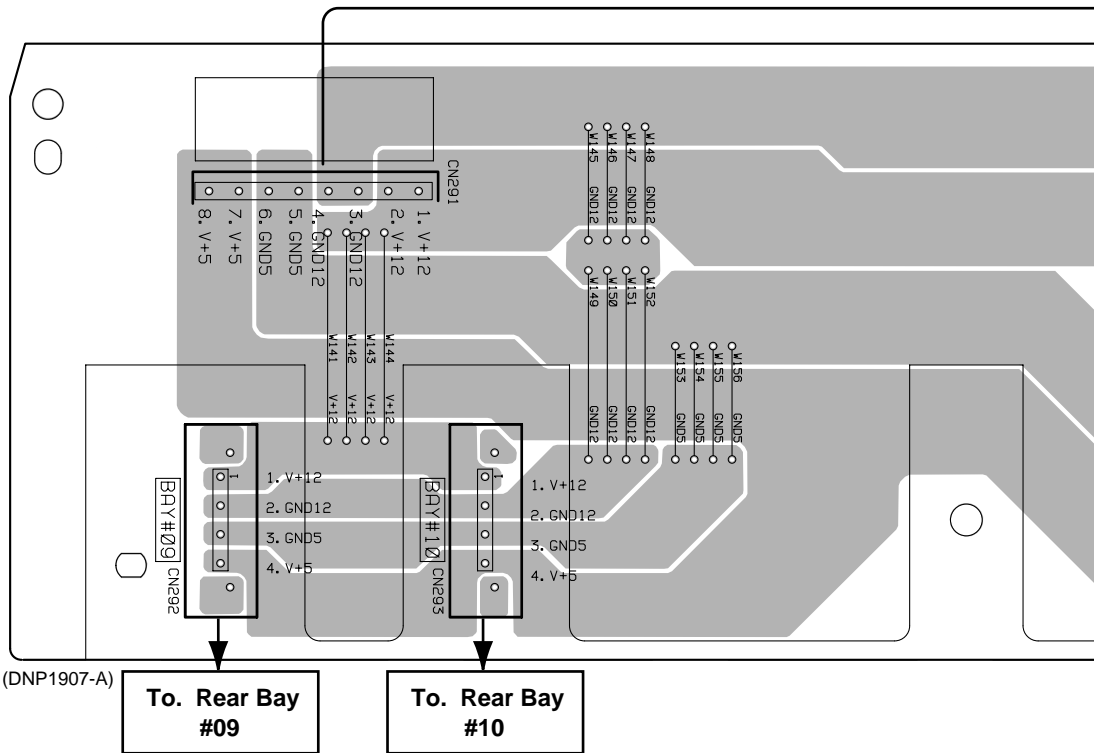 CN291
8. V+5
7. V+5
6. GND5
5. GND5
4. GND12
3. GND12
2. V+12
1. V+12
W145 GND12
W146 GND12
W147 GND12
W148 GND12
W141 V+12
W142 V+12
W143 V+12
W144 V+12
W149 GND12
W150 GND12
W151 GND12
W152 GND12
W153 GND5
W154 GND5
W155 GND5
W156 GND5
BAY#09
CN292
1
1. V+12
2. GND12
3. GND5
4. V+5
BAY#10
CN293
1
1. V+12
2. GND12
3. GND5
4. V+5
(DNP1907-A)
To. Rear Bay
#09
To. Rear Bay
#10